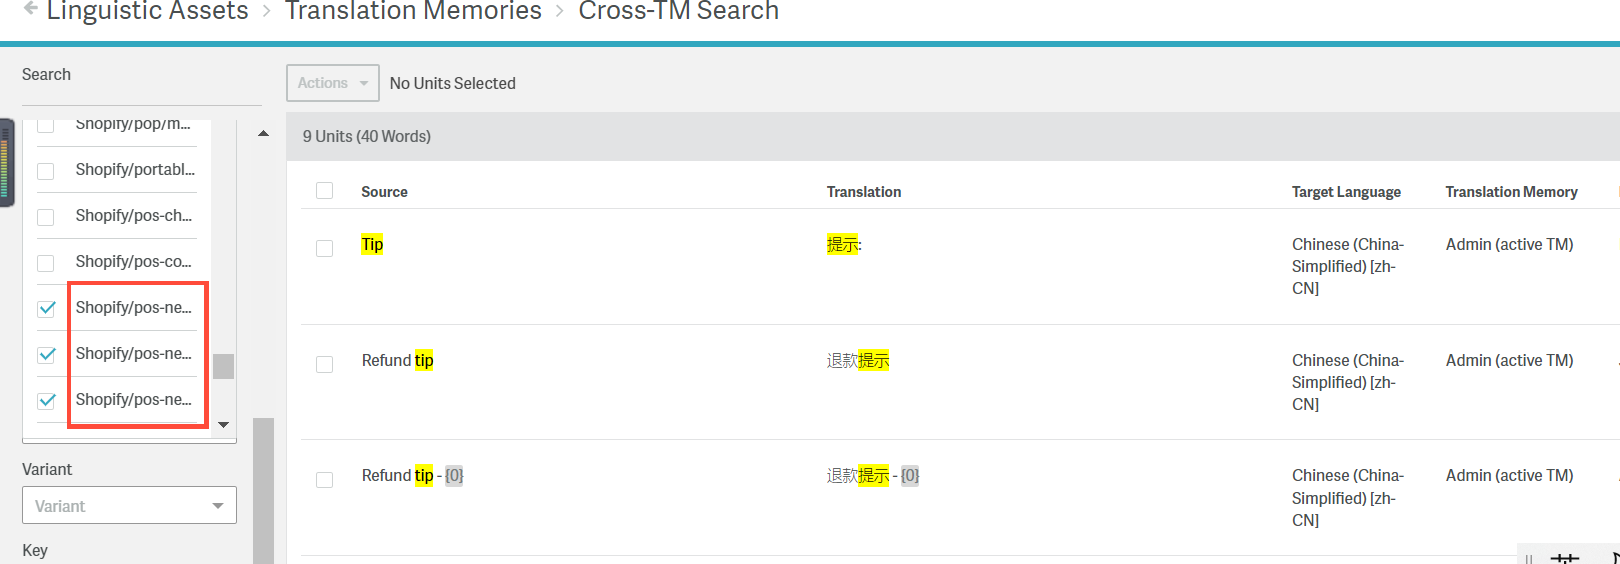 Linguistic Assets > Translation Memories > Cross-TM Search
Search
Shopify/pop/m...
Shopify/portabl...
Shopify/pos-ch...
Shopify/pos-co...
Shopify/pos-ne...
Shopify/pos-ne...
Shopify/pos-ne...
Variant
Variant
Key
Actions
No Units Selected
9 Units (40 Words)
Source
Translation
Target Language
Translation Memory
Tip
提示:
Chinese (China-
Simplified) [zh-
CN]
Admin (active TM)
Refund tip
退款提示
Chinese (China-
Simplified) [zh-
CN]
Admin (active TM)
Refund tip - {0}
退款提示 - {0}
Chinese (China-
Simplified) [zh-
CN]
Admin (active TM)